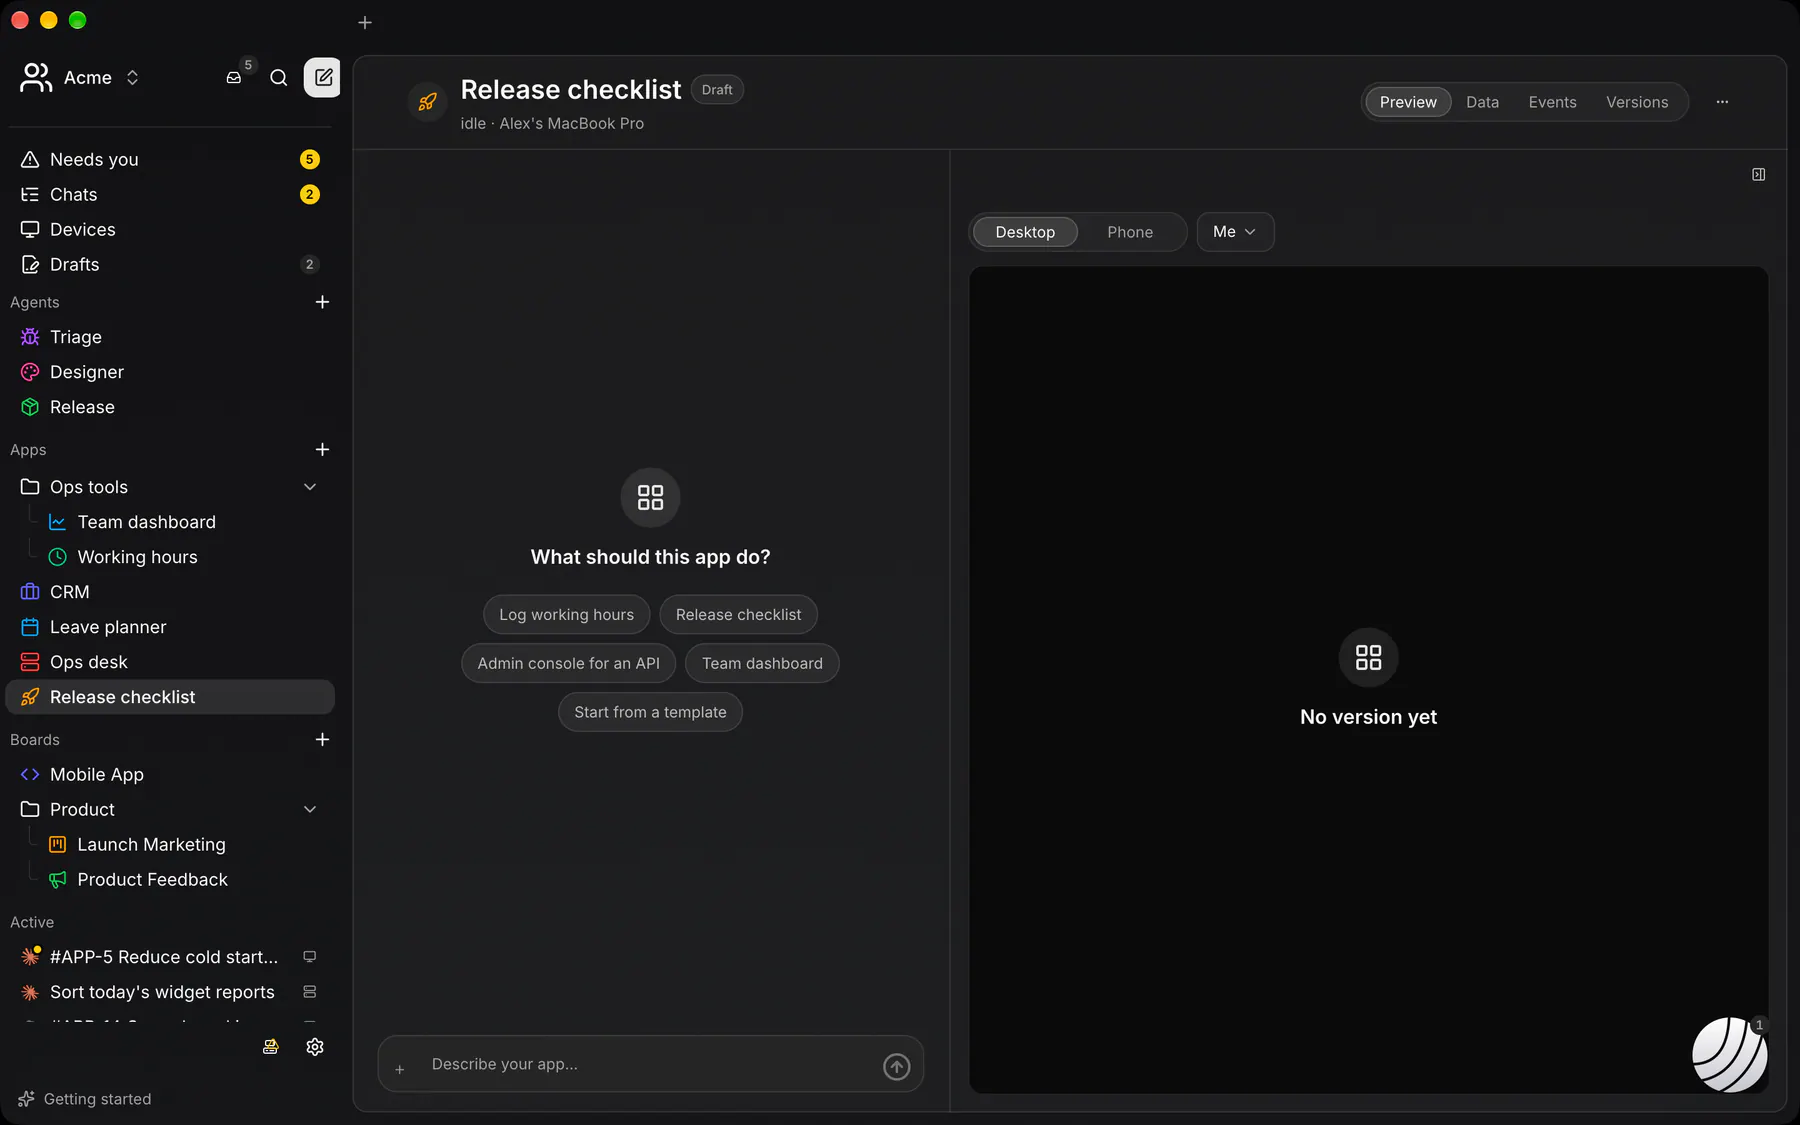 Acme
5
Needs you
5
Chats
2
Devices
Drafts
2
Agents
Triage
Designer
Release
Apps
Ops tools
Team dashboard
Working hours
CRM
Leave planner
Ops desk
Release checklist
Boards
Mobile App
Product
Launch Marketing
Product Feedback
Active
#APP-5 Reduce cold start...
Sort today's widget reports
Getting started
Release checklist
Draft
idle · Alex's MacBook Pro
Preview
Data
Events
Versions
What should this app do?
Log working hours
Release checklist
Admin console for an API
Team dashboard
Start from a template
Describe your app...
Desktop
Phone
Me
No version yet
1